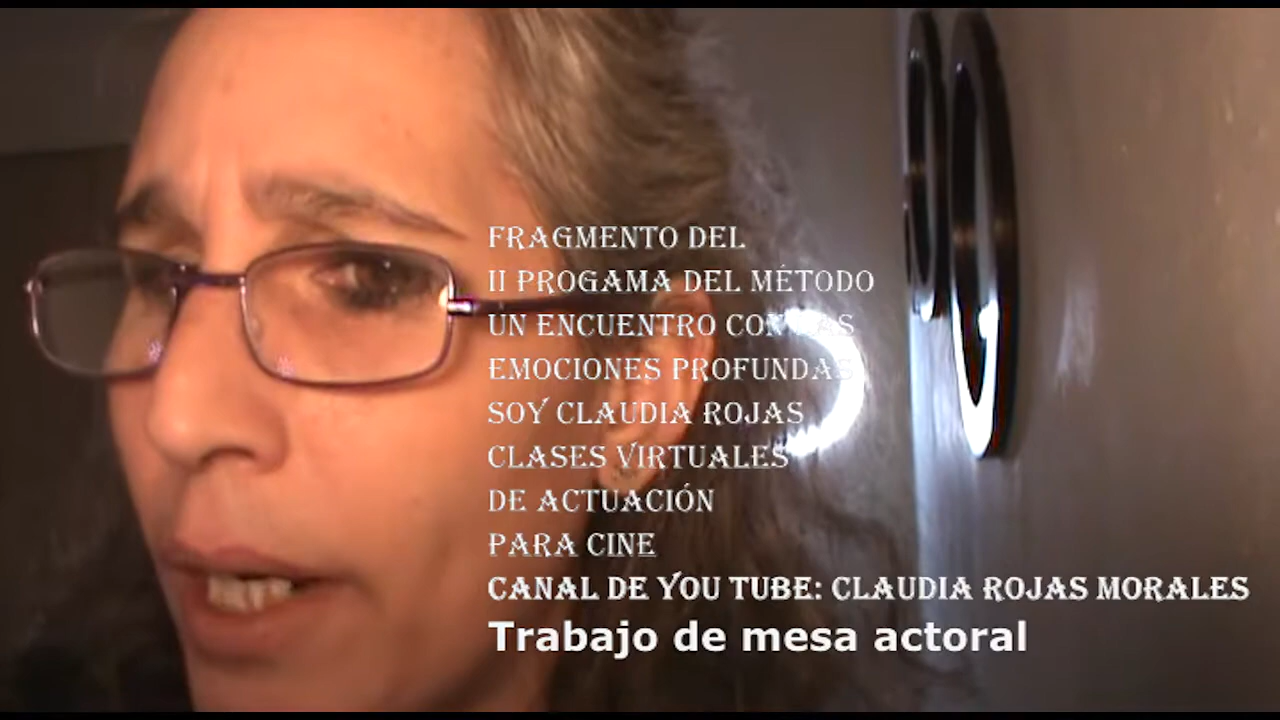 FRAGMENTO DEL
II PROGAMA DEL MÉTODO
UN ENCUENTRO CON LAS
EMOCIONES PROFUNDAS
SOY CLAUDIA ROJAS
CLASES VIRTUALES
DE ACTUACIÓN
PARA CINE
CANAL DE YOU TUBE: CLAUDIA ROJAS MORALES
Trabajo de mesa actoral